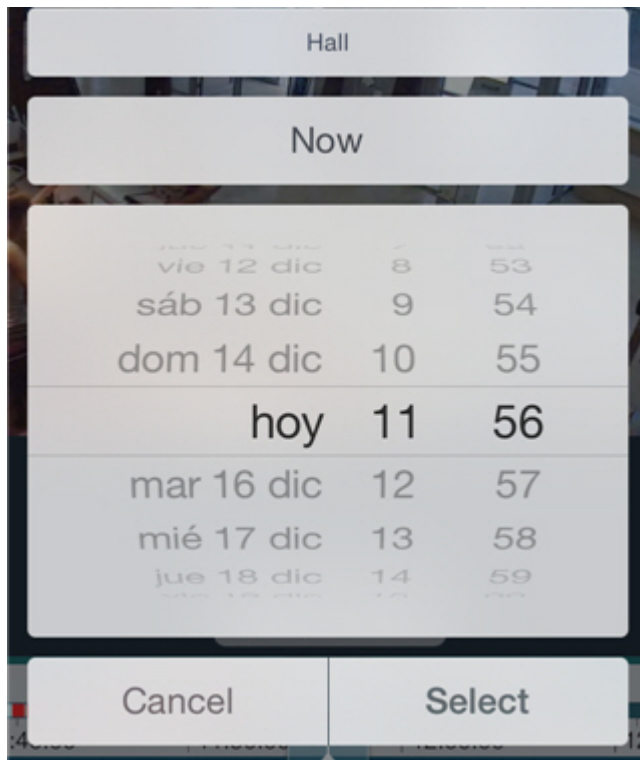 Hall
Now
vie 12 dic 8 53
sáb 13 dic 9 54
dom 14 dic 10 55
hoy 11 56
mar 16 dic 12 57
mié 17 dic 13 58
jue 18 dic 14 59
Cancel Select